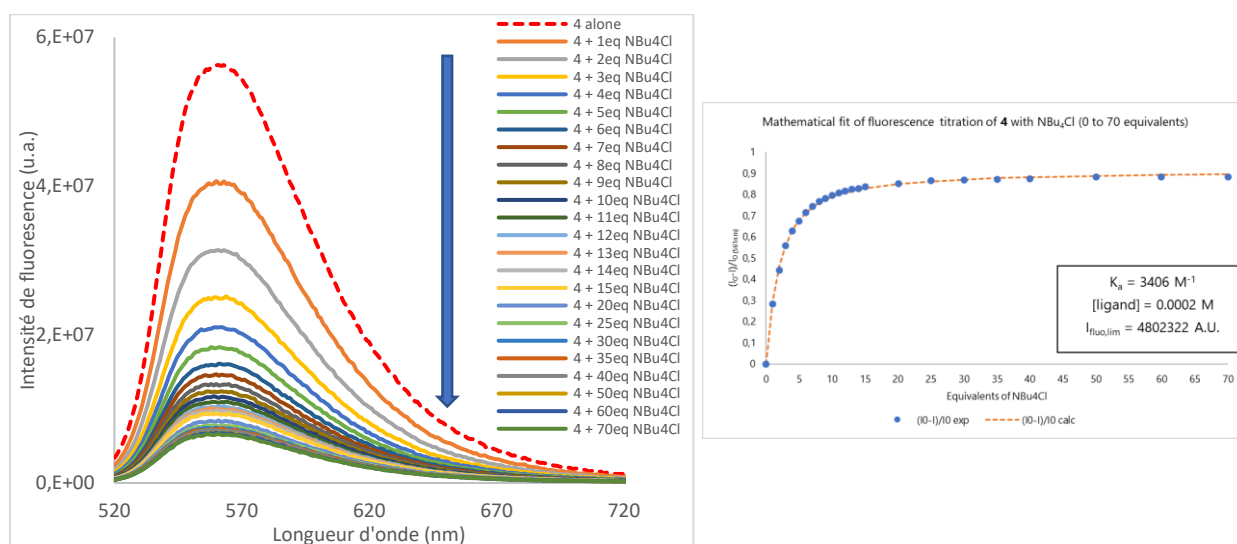 6,E+07
4,E+07
2,E+07
0,E+00
Intensité de fluoresence (u.a.)
520
570
620
670
720
Longueur d'onde (nm)
4 alone
4 + 1eq NBu4Cl
4 + 2eq NBu4Cl
4 + 3eq NBu4Cl
4 + 4eq NBu4Cl
4 + 5eq NBu4Cl
4 + 6eq NBu4Cl
4 + 7eq NBu4Cl
4 + 8eq NBu4Cl
4 + 9eq NBu4Cl
4 + 10eq NBu4Cl
4 + 11eq NBu4Cl
4 + 12eq NBu4Cl
4 + 13eq NBu4Cl
4 + 14eq NBu4Cl
4 + 15eq NBu4Cl
4 + 20eq NBu4Cl
4 + 25eq NBu4Cl
4 + 30eq NBu4Cl
4 + 35eq NBu4Cl
4 + 40eq NBu4Cl
4 + 50eq NBu4Cl
4 + 60eq NBu4Cl
4 + 70eq NBu4Cl
Mathematical fit of fluorescence titration of 4 with NBu₄Cl (0 to 70 equivalents)
1
0,9
0,8
0,7
0,6
0,5
0,4
0,3
0,2
0,1
0
(I₀-I)/I₀ (561nm)
0
5
10
15
20
25
30
35
40
45
50
55
60
65
70
Equivalents of NBu4Cl
Kₐ = 3406 M⁻¹
[ligand] = 0.0002 M
Ifluo,lim = 4802322 A.U.
(I0-I)/I0 exp
(I0-I)/I0 calc